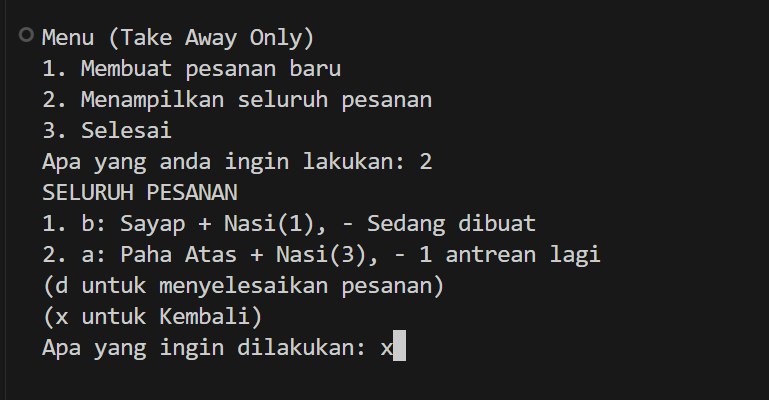 Menu (Take Away Only)
1. Membuat pesanan baru
2. Menampilkan seluruh pesanan
3. Selesai
Apa yang anda ingin lakukan: 2
SELURUH PESANAN
1. b: Sayap + Nasi(1), - Sedang dibuat
2. a: Paha Atas + Nasi(3), - 1 antrean lagi
(d untuk menyelesaikan pesanan)
(x untuk Kembali)
Apa yang ingin dilakukan: x